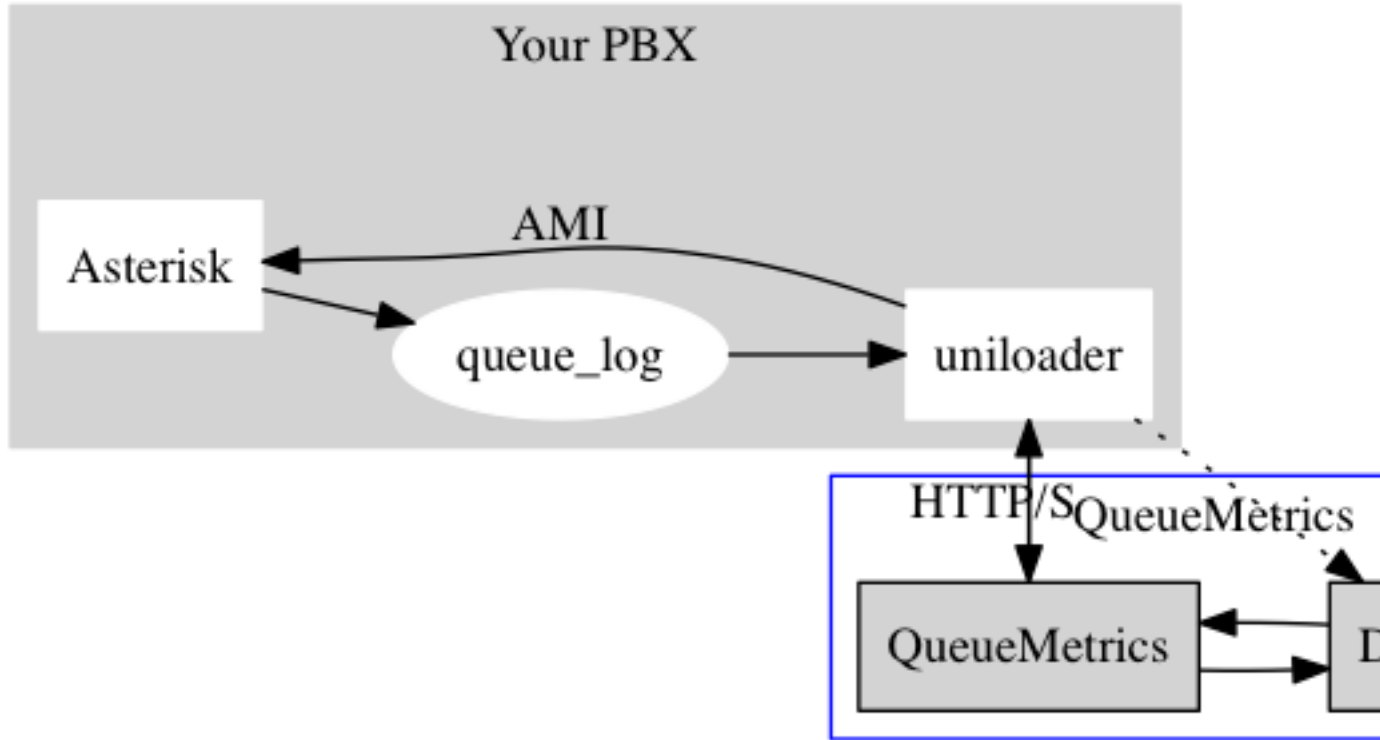 Your PBX
AMI
Asterisk
queue_log
uniloader
HTTP/S
QueueMetrics
QueueMetrics